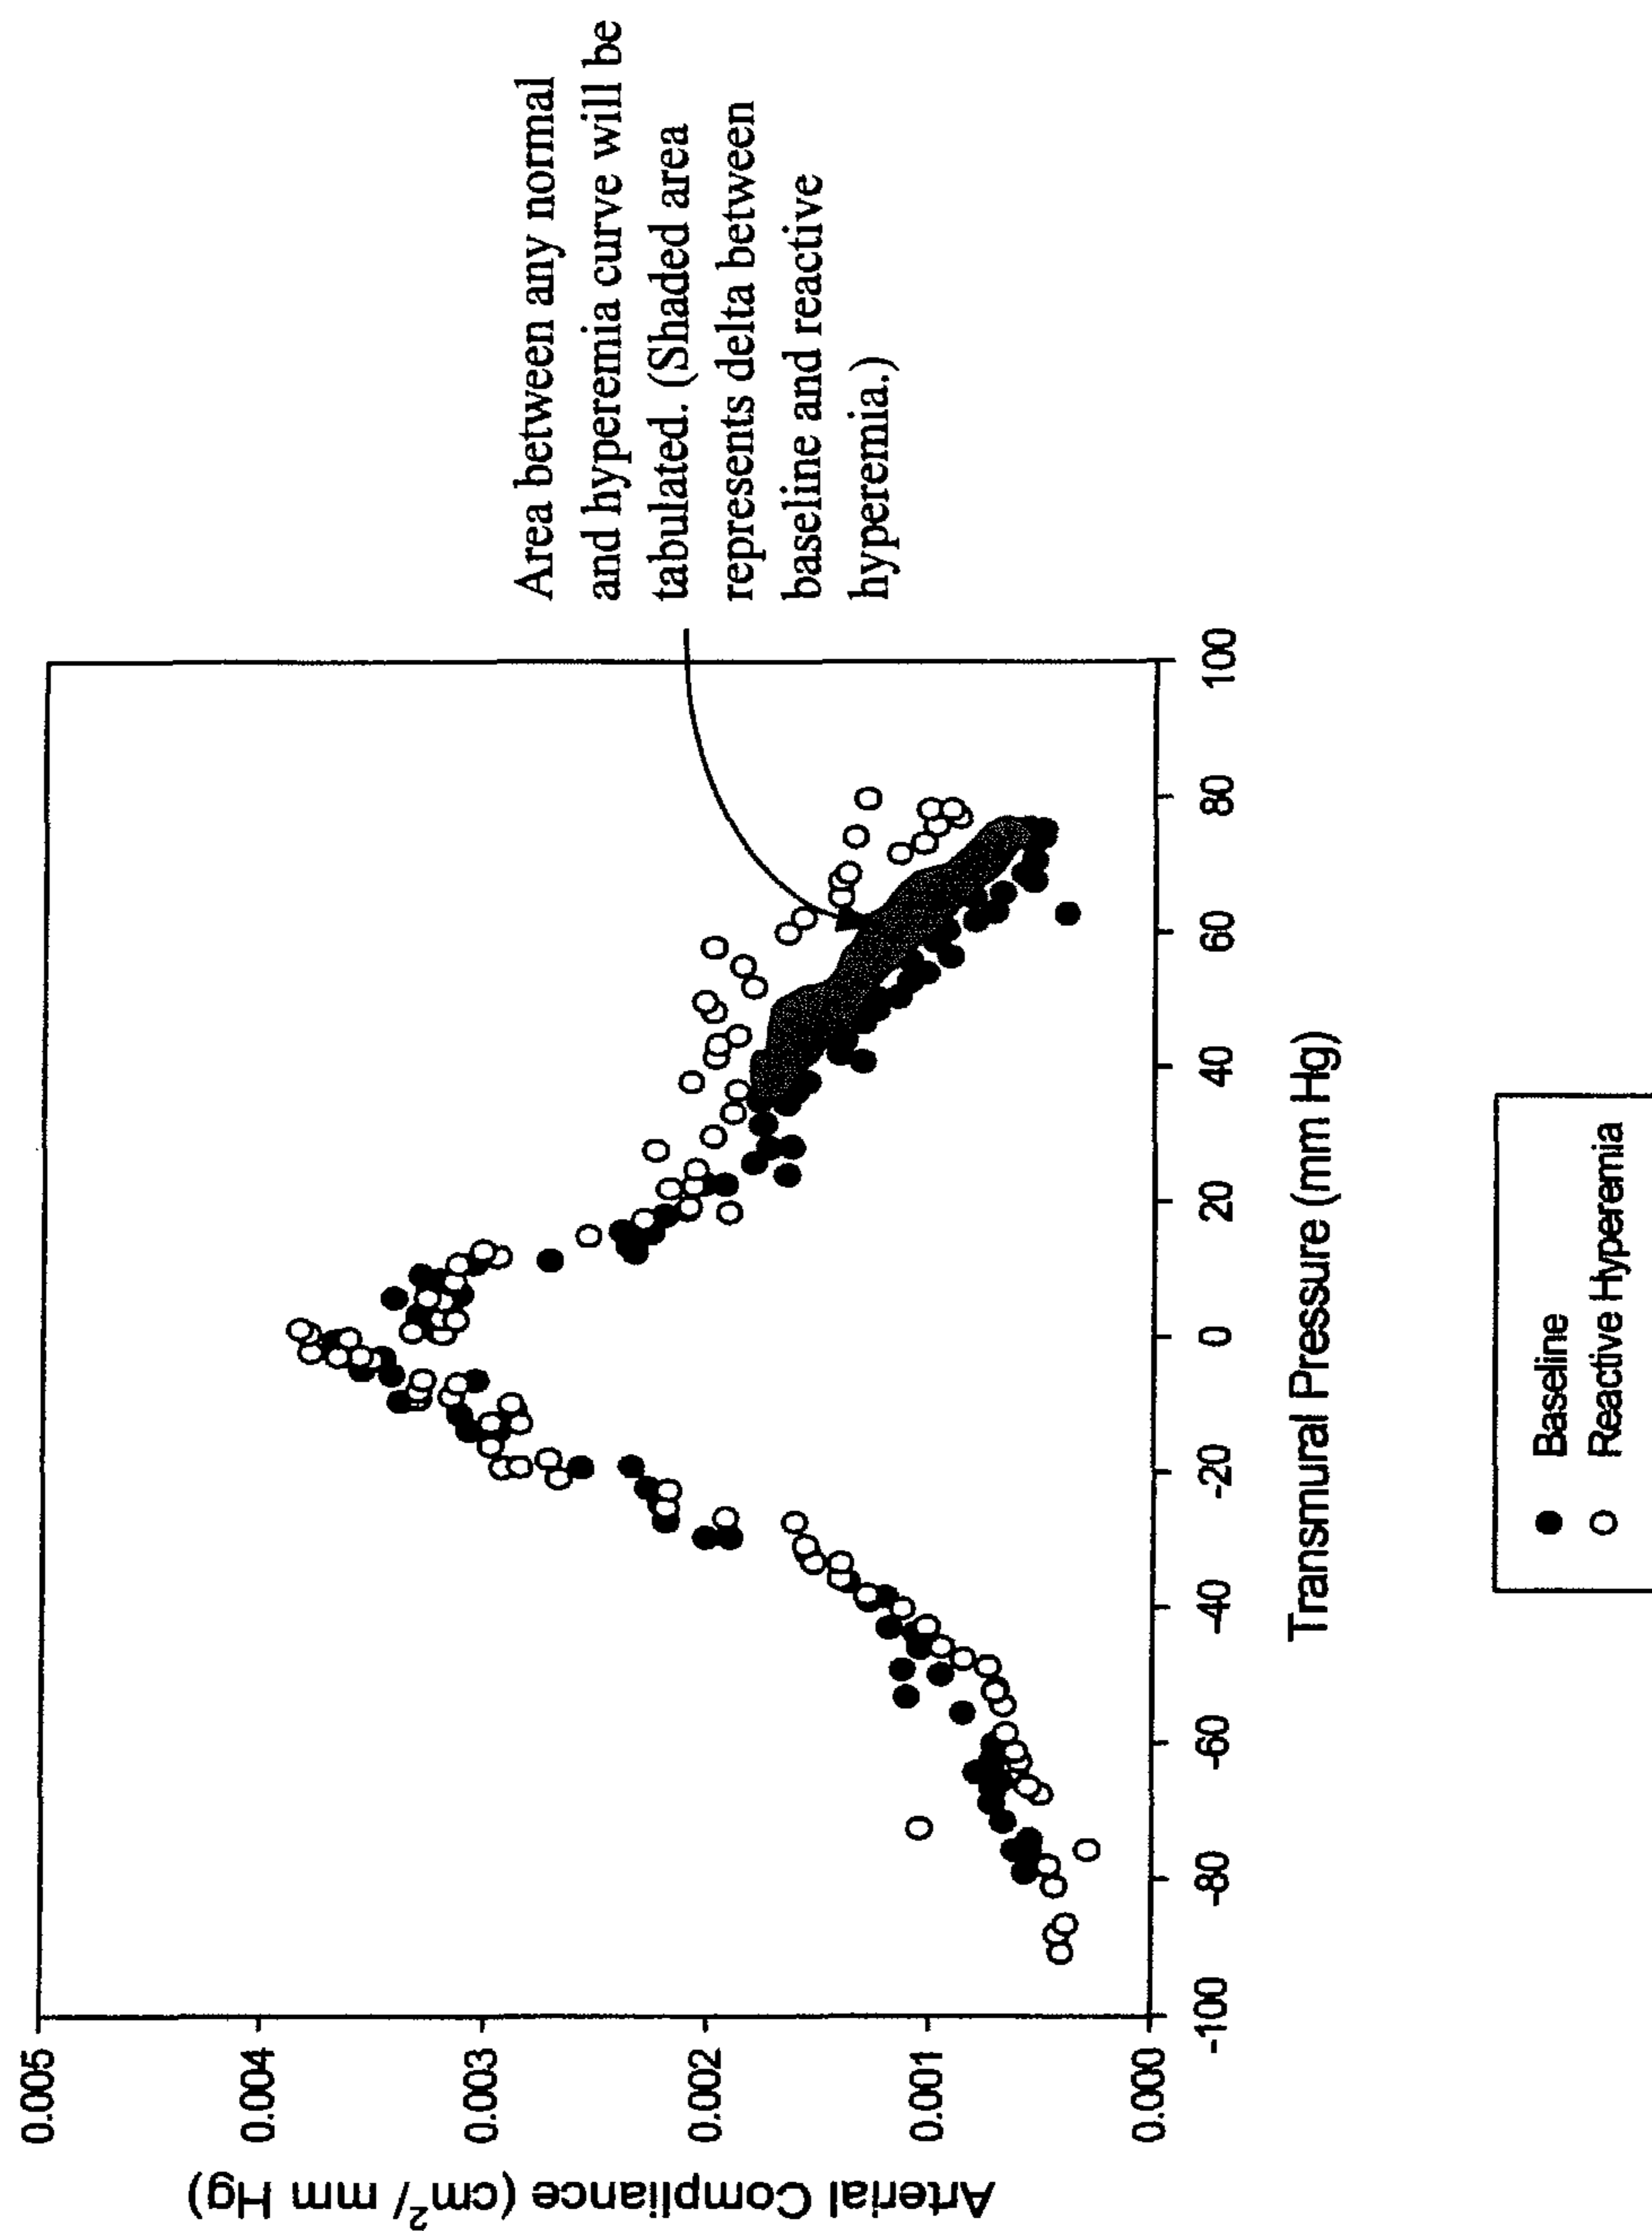 Arterial Compliance (cm²/ mm Hg)
0.005
0.004
0.003
0.002
0.001
0.000
-100
-80
-60
-40
-20
0
20
40
60
80
100
Transmural Pressure (mm Hg)
Area between any normal
and hyperemia curve will be
tabulated. (Shaded area
represents delta between
baseline and reactive
hyperemia.)
Baseline
Reactive Hyperemia